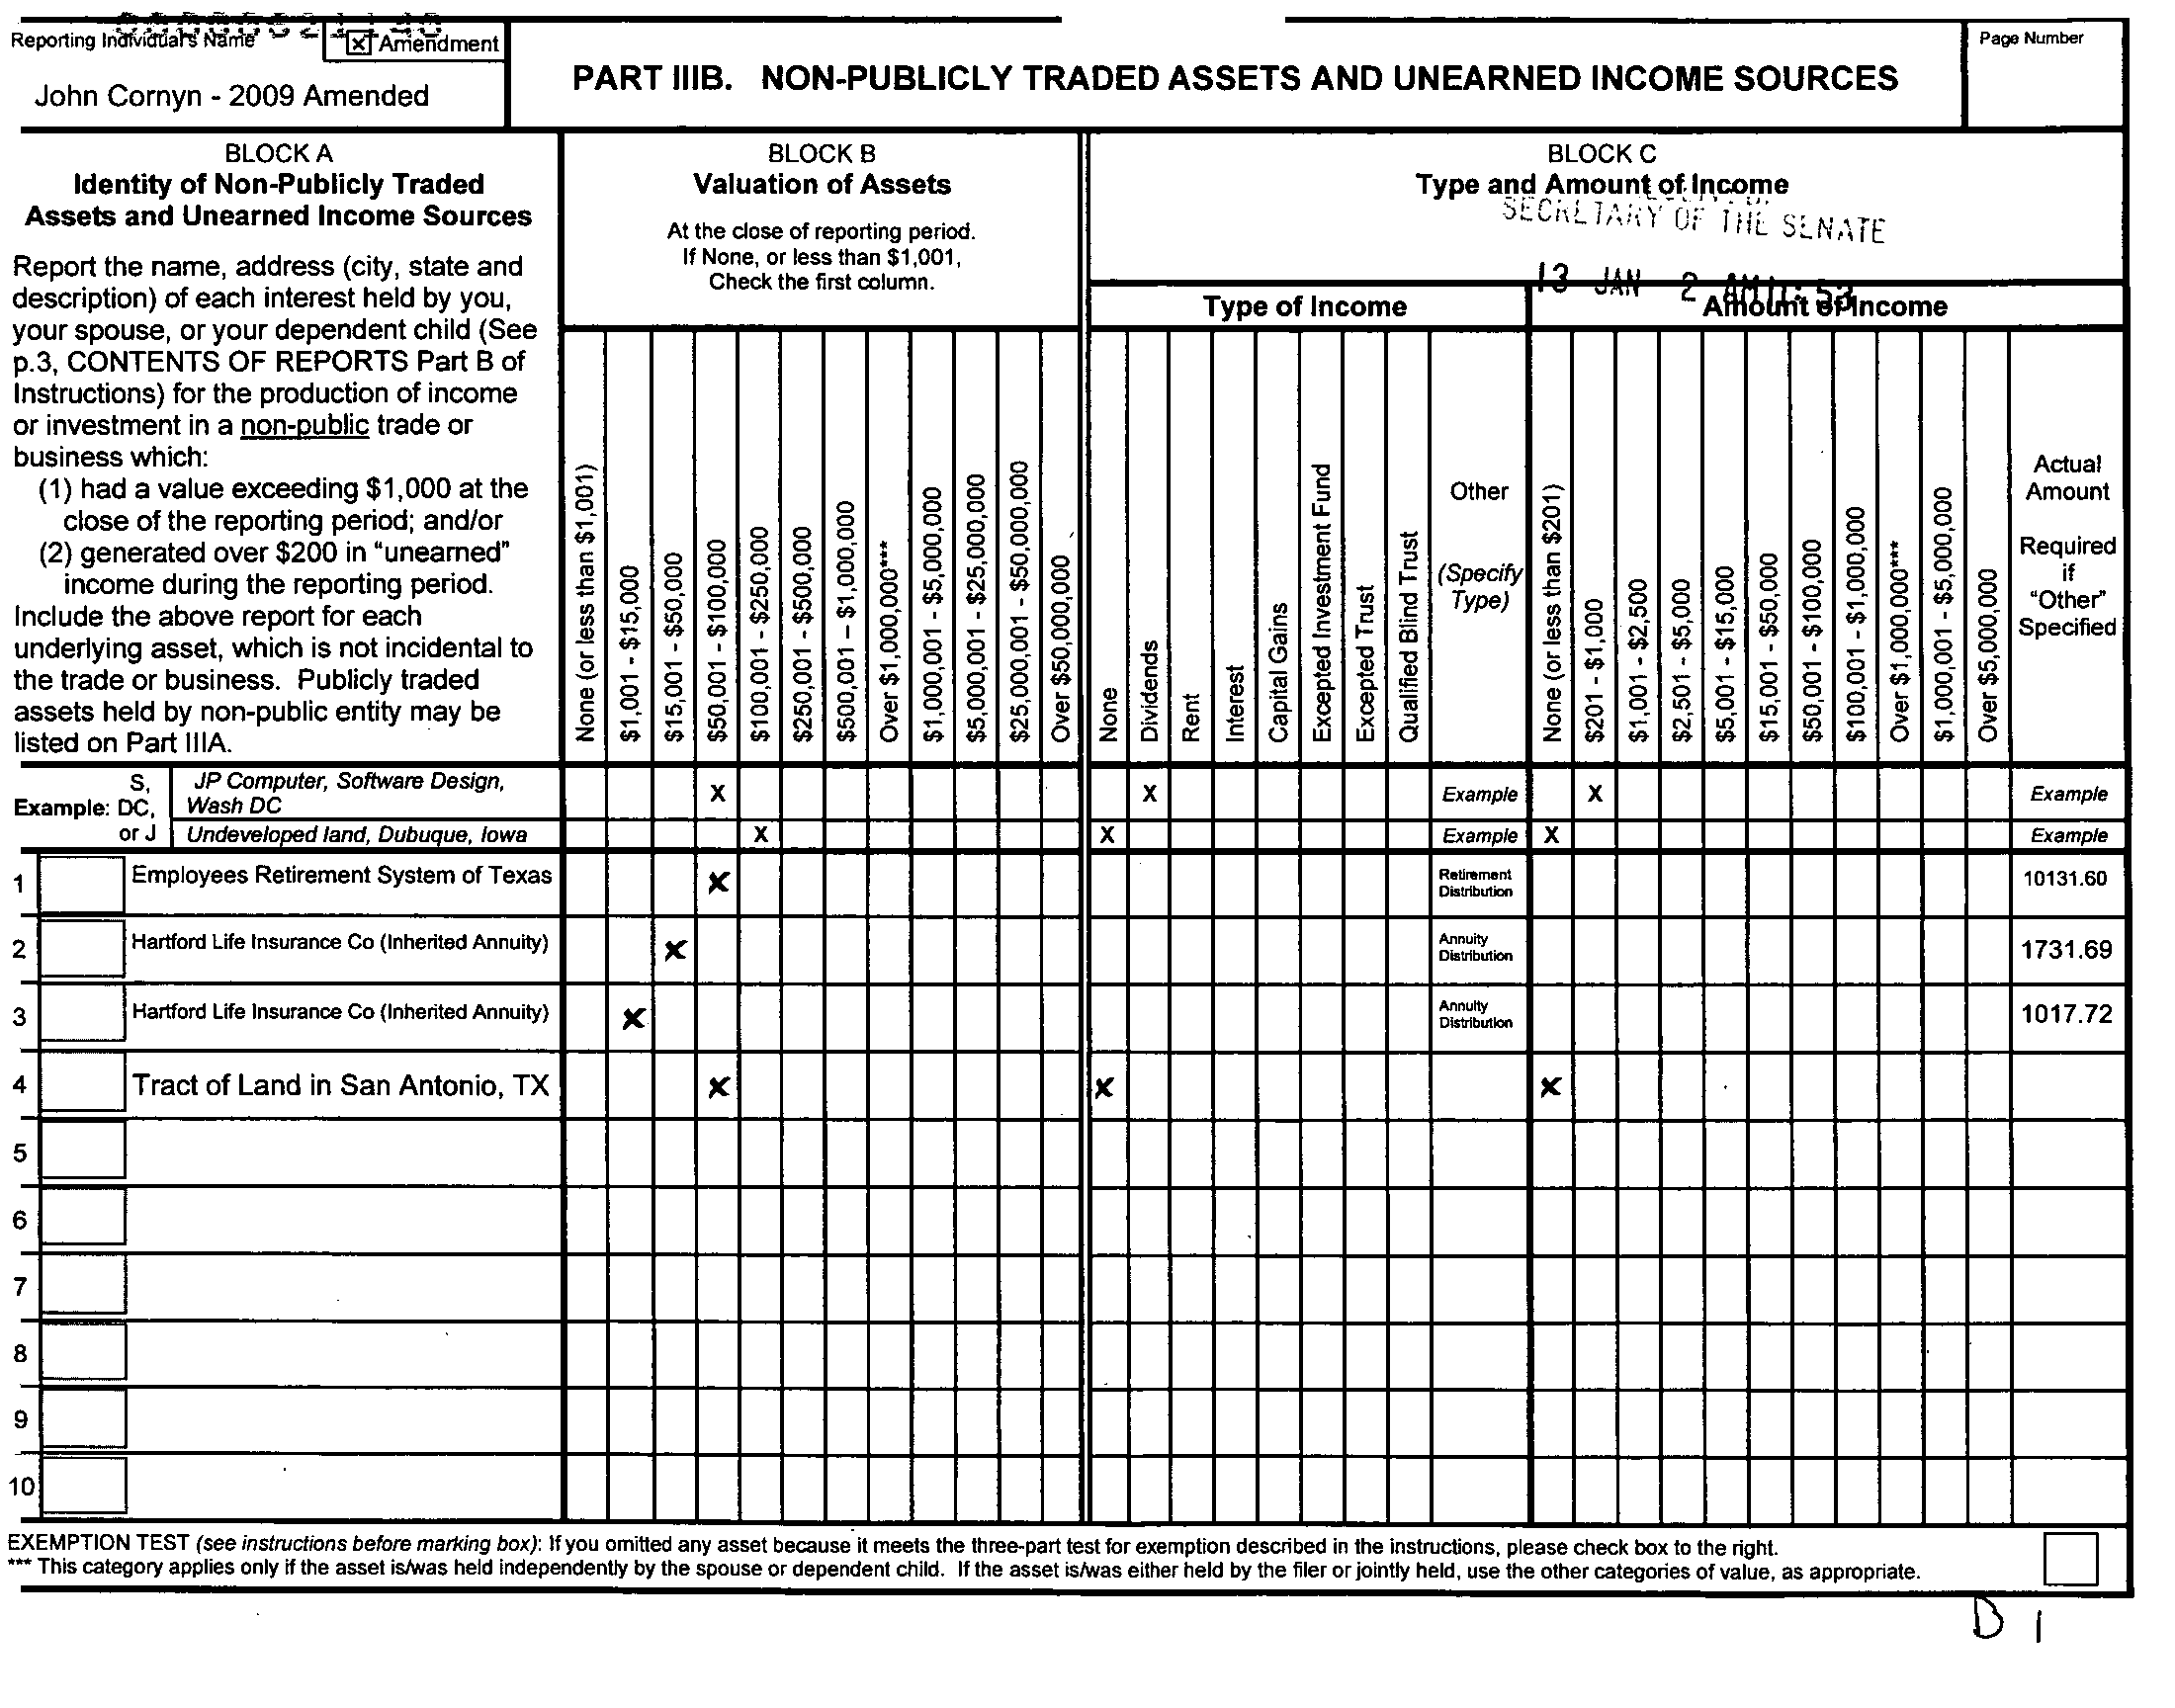 Reporting Individual's Name
☒ Amendment
John Cornyn - 2009 Amended
PART IIIB. NON-PUBLICLY TRADED ASSETS AND UNEARNED INCOME SOURCES
Page Number
BLOCK A
Identity of Non-Publicly Traded
Assets and Unearned Income Sources
Report the name, address (city, state and
description) of each interest held by you,
your spouse, or your dependent child (See
p.3, CONTENTS OF REPORTS Part B of
Instructions) for the production of income
or investment in a non-public trade or
business which:
(1) had a value exceeding $1,000 at the
close of the reporting period; and/or
(2) generated over $200 in "unearned"
income during the reporting period.
Include the above report for each
underlying asset, which is not incidental to
the trade or business. Publicly traded
assets held by non-public entity may be
listed on Part IIIA.
BLOCK B
Valuation of Assets
At the close of reporting period.
If None, or less than $1,001,
Check the first column.
None (or less than $1,001)
$1,001 - $15,000
$15,001 - $50,000
$50,001 - $100,000
$100,001 - $250,000
$250,001 - $500,000
$500,001 – $1,000,000
Over $1,000,000***
$1,000,001 - $5,000,000
$5,000,001 - $25,000,000
$25,000,001 - $50,000,000
Over $50,000,000
BLOCK C
Type and Amount of Income
SECRETARY OF THE SENATE
13 JAN 2 AM 11:53
Type of Income
Amount of Income
None
Dividends
Rent
Interest
Capital Gains
Excepted Investment Fund
Excepted Trust
Qualified Blind Trust
Other
(Specify
Type)
None (or less than $201)
$201 - $1,000
$1,001 - $2,500
$2,501 - $5,000
$5,001 - $15,000
$15,001 - $50,000
$50,001 - $100,000
$100,001 - $1,000,000
Over $1,000,000***
$1,000,001 - $5,000,000
Over $5,000,000
Actual
Amount
Required
if
"Other"
Specified
Example: S, DC, or J
JP Computer, Software Design,
Wash DC X X Example X Example
Undeveloped land, Dubuque, Iowa X X Example X Example
1 Employees Retirement System of Texas X Retirement Distribution 10131.60
2 Hartford Life Insurance Co (Inherited Annuity) X Annuity Distribution 1731.69
3 Hartford Life Insurance Co (Inherited Annuity) X Annuity Distribution 1017.72
4 Tract of Land in San Antonio, TX X X X
5
6
7
8
9
10
EXEMPTION TEST (see instructions before marking box): If you omitted any asset because it meets the three-part test for exemption described in the instructions, please check box to the right.
*** This category applies only if the asset is/was held independently by the spouse or dependent child. If the asset is/was either held by the filer or jointly held, use the other categories of value, as appropriate.
D 1